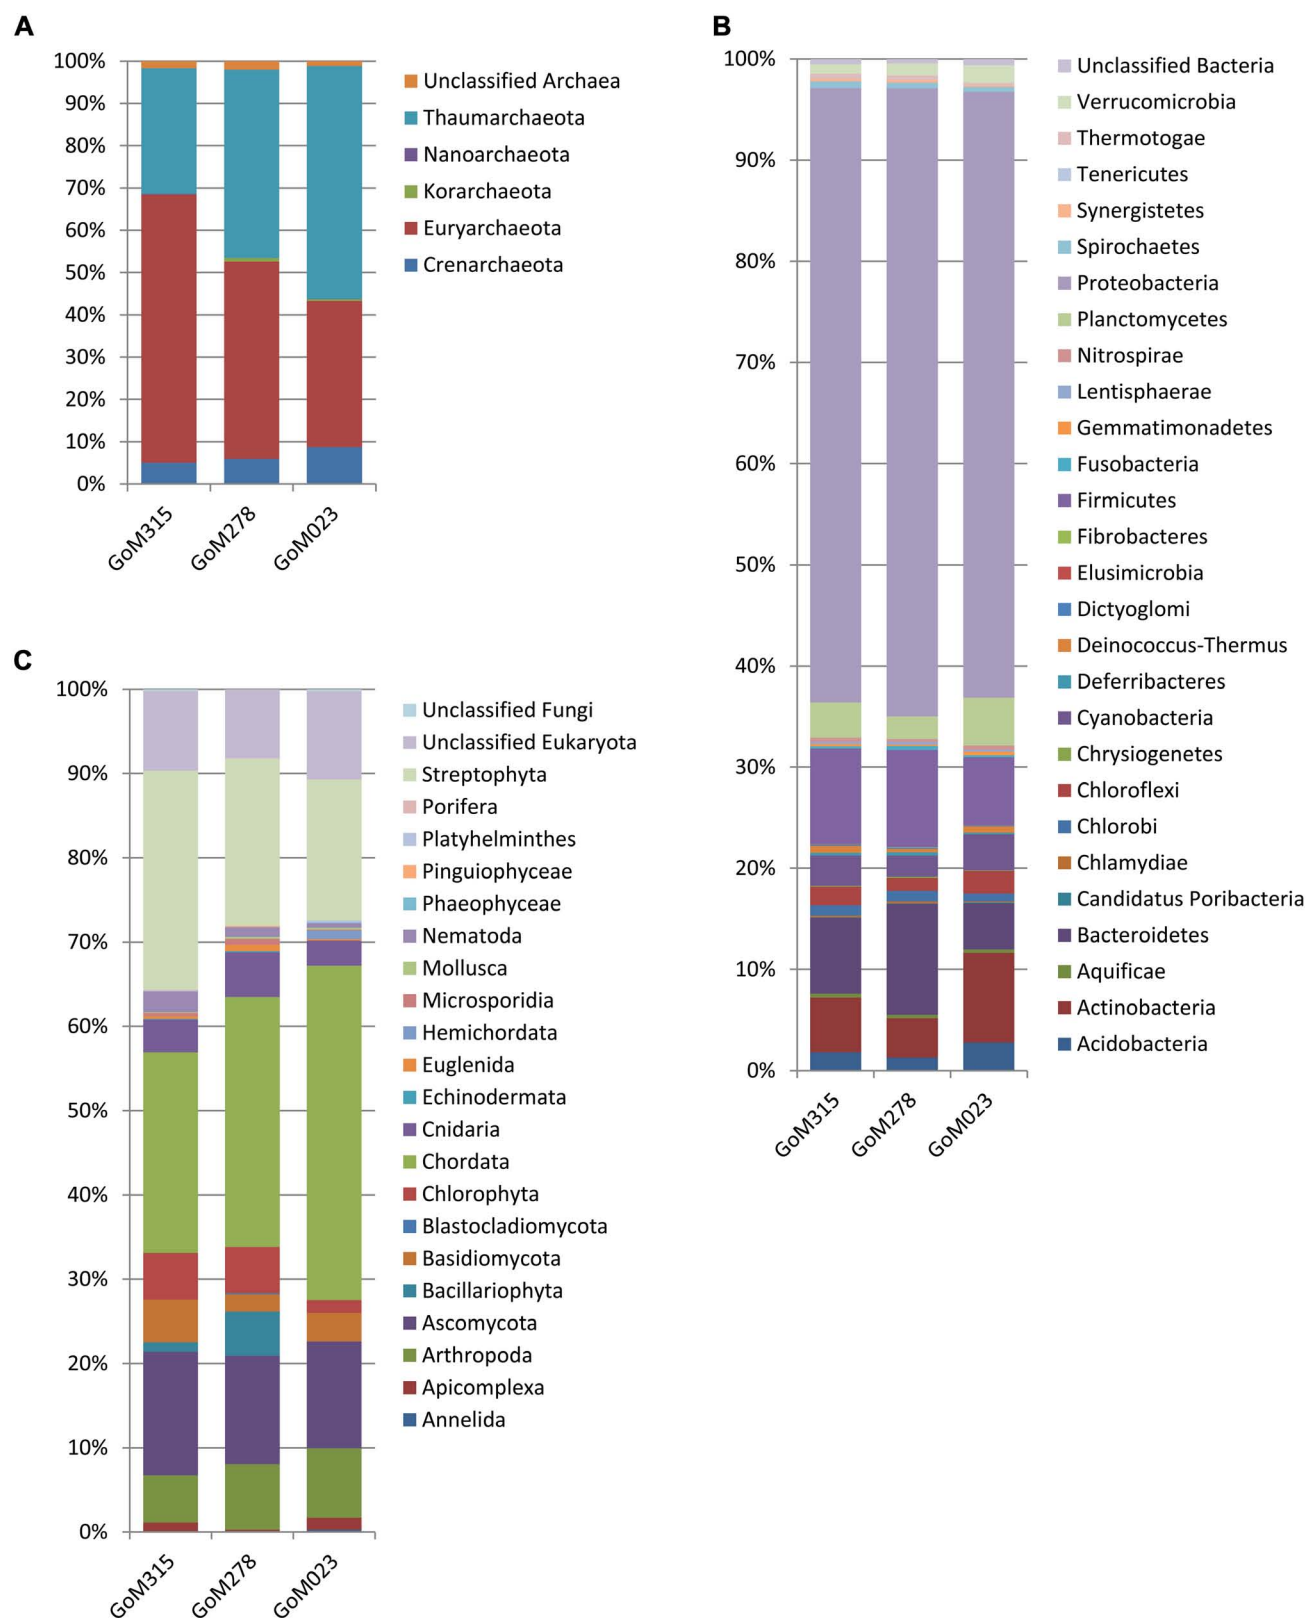 A
100%
90%
80%
70%
60%
50%
40%
30%
20%
10%
0%
GoM315
GoM278
GoM023
Unclassified Archaea
Thaumarchaeota
Nanoarchaeota
Korarchaeota
Euryarchaeota
Crenarchaeota
B
100%
90%
80%
70%
60%
50%
40%
30%
20%
10%
0%
GoM315
GoM278
GoM023
Unclassified Bacteria
Verrucomicrobia
Thermotogae
Tenericutes
Synergistetes
Spirochaetes
Proteobacteria
Planctomycetes
Nitrospirae
Lentisphaerae
Gemmatimonadetes
Fusobacteria
Firmicutes
Fibrobacteres
Elusimicrobia
Dictyoglomi
Deinococcus-Thermus
Deferribacteres
Cyanobacteria
Chrysiogenetes
Chloroflexi
Chlorobi
Chlamydiae
Candidatus Poribacteria
Bacteroidetes
Aquificae
Actinobacteria
Acidobacteria
C
100%
90%
80%
70%
60%
50%
40%
30%
20%
10%
0%
GoM315
GoM278
GoM023
Unclassified Fungi
Unclassified Eukaryota
Streptophyta
Porifera
Platyhelminthes
Pinguiophyceae
Phaeophyceae
Nematoda
Mollusca
Microsporidia
Hemichordata
Euglenida
Echinodermata
Cnidaria
Chordata
Chlorophyta
Blastocladiomycota
Basidiomycota
Bacillariophyta
Ascomycota
Arthropoda
Apicomplexa
Annelida